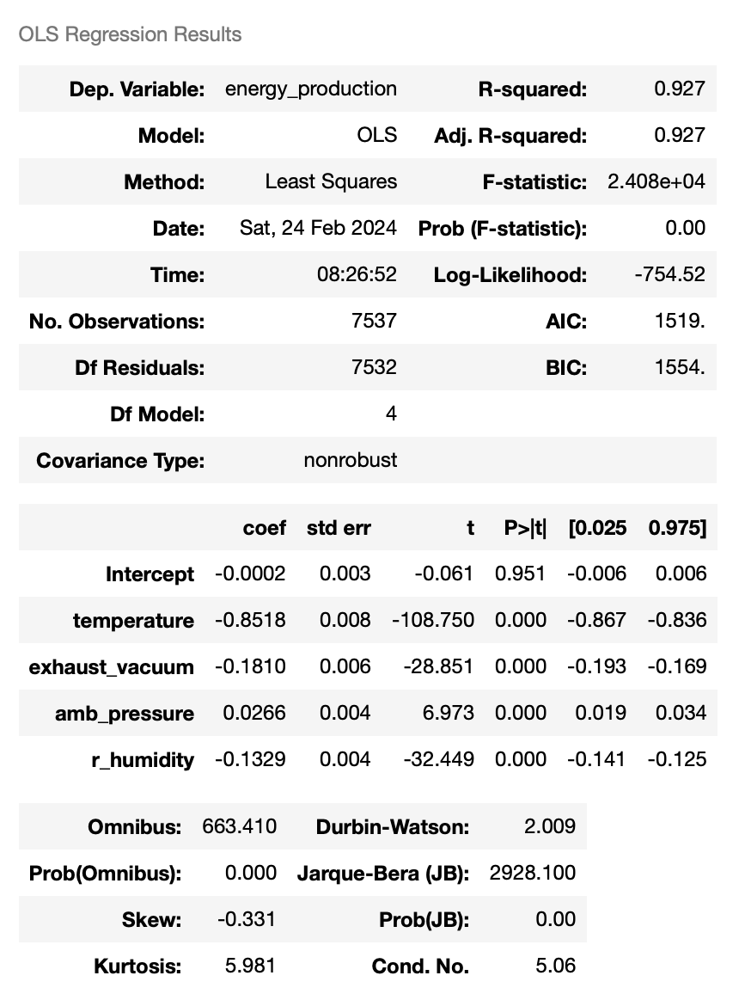 OLS Regression Results
Dep. Variable: energy_production R-squared: 0.927
Model: OLS Adj. R-squared: 0.927
Method: Least Squares F-statistic: 2.408e+04
Date: Sat, 24 Feb 2024 Prob (F-statistic): 0.00
Time: 08:26:52 Log-Likelihood: -754.52
No. Observations: 7537 AIC: 1519.
Df Residuals: 7532 BIC: 1554.
Df Model: 4
Covariance Type: nonrobust
coef std err t P>|t| [0.025 0.975]
Intercept -0.0002 0.003 -0.061 0.951 -0.006 0.006
temperature -0.8518 0.008 -108.750 0.000 -0.867 -0.836
exhaust_vacuum -0.1810 0.006 -28.851 0.000 -0.193 -0.169
amb_pressure 0.0266 0.004 6.973 0.000 0.019 0.034
r_humidity -0.1329 0.004 -32.449 0.000 -0.141 -0.125
Omnibus: 663.410 Durbin-Watson: 2.009
Prob(Omnibus): 0.000 Jarque-Bera (JB): 2928.100
Skew: -0.331 Prob(JB): 0.00
Kurtosis: 5.981 Cond. No. 5.06